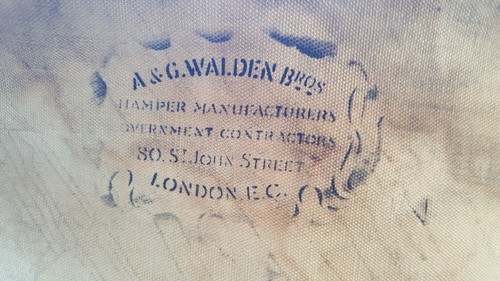 A & G. WALDEN BROS
HAMPER MANUFACTURERS
GOVERNMENT CONTRACTORS
80. ST JOHN STREET
LONDON. E.C.